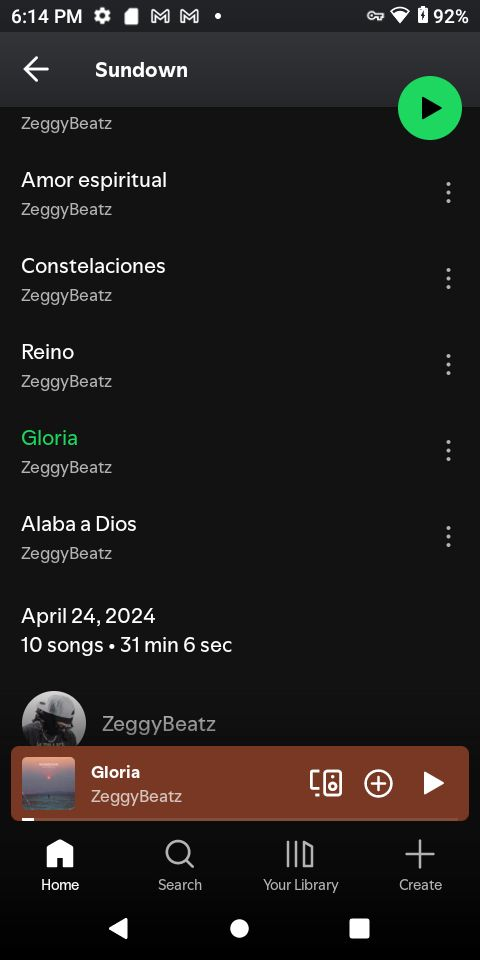 6:14 PM 92%
Sundown
ZeggyBeatz
Amor espiritual
ZeggyBeatz
Constelaciones
ZeggyBeatz
Reino
ZeggyBeatz
Gloria
ZeggyBeatz
Alaba a Dios
ZeggyBeatz
April 24, 2024
10 songs • 31 min 6 sec
ZeggyBeatz
Gloria
ZeggyBeatz
Home Search Your Library Create